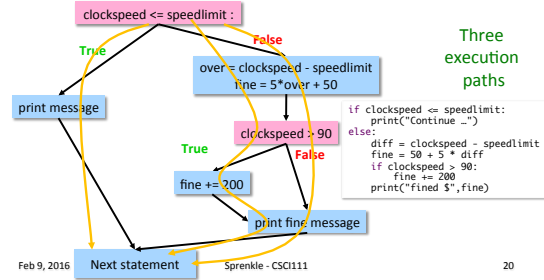 clockspeed <= speedlimit :
True
False
Three
execution
paths
over = clockspeed - speedlimit
fine = 5*over + 50
print message
clockspeed > 90
True
False
fine += 200
print fine message
Next statement
if clockspeed <= speedlimit:
    print("Continue …")
else:
    diff = clockspeed - speedlimit
    fine = 50 + 5 * diff
    if clockspeed > 90:
        fine += 200
    print("fined $",fine)
Feb 9, 2016
Sprenkle - CSCI111
20